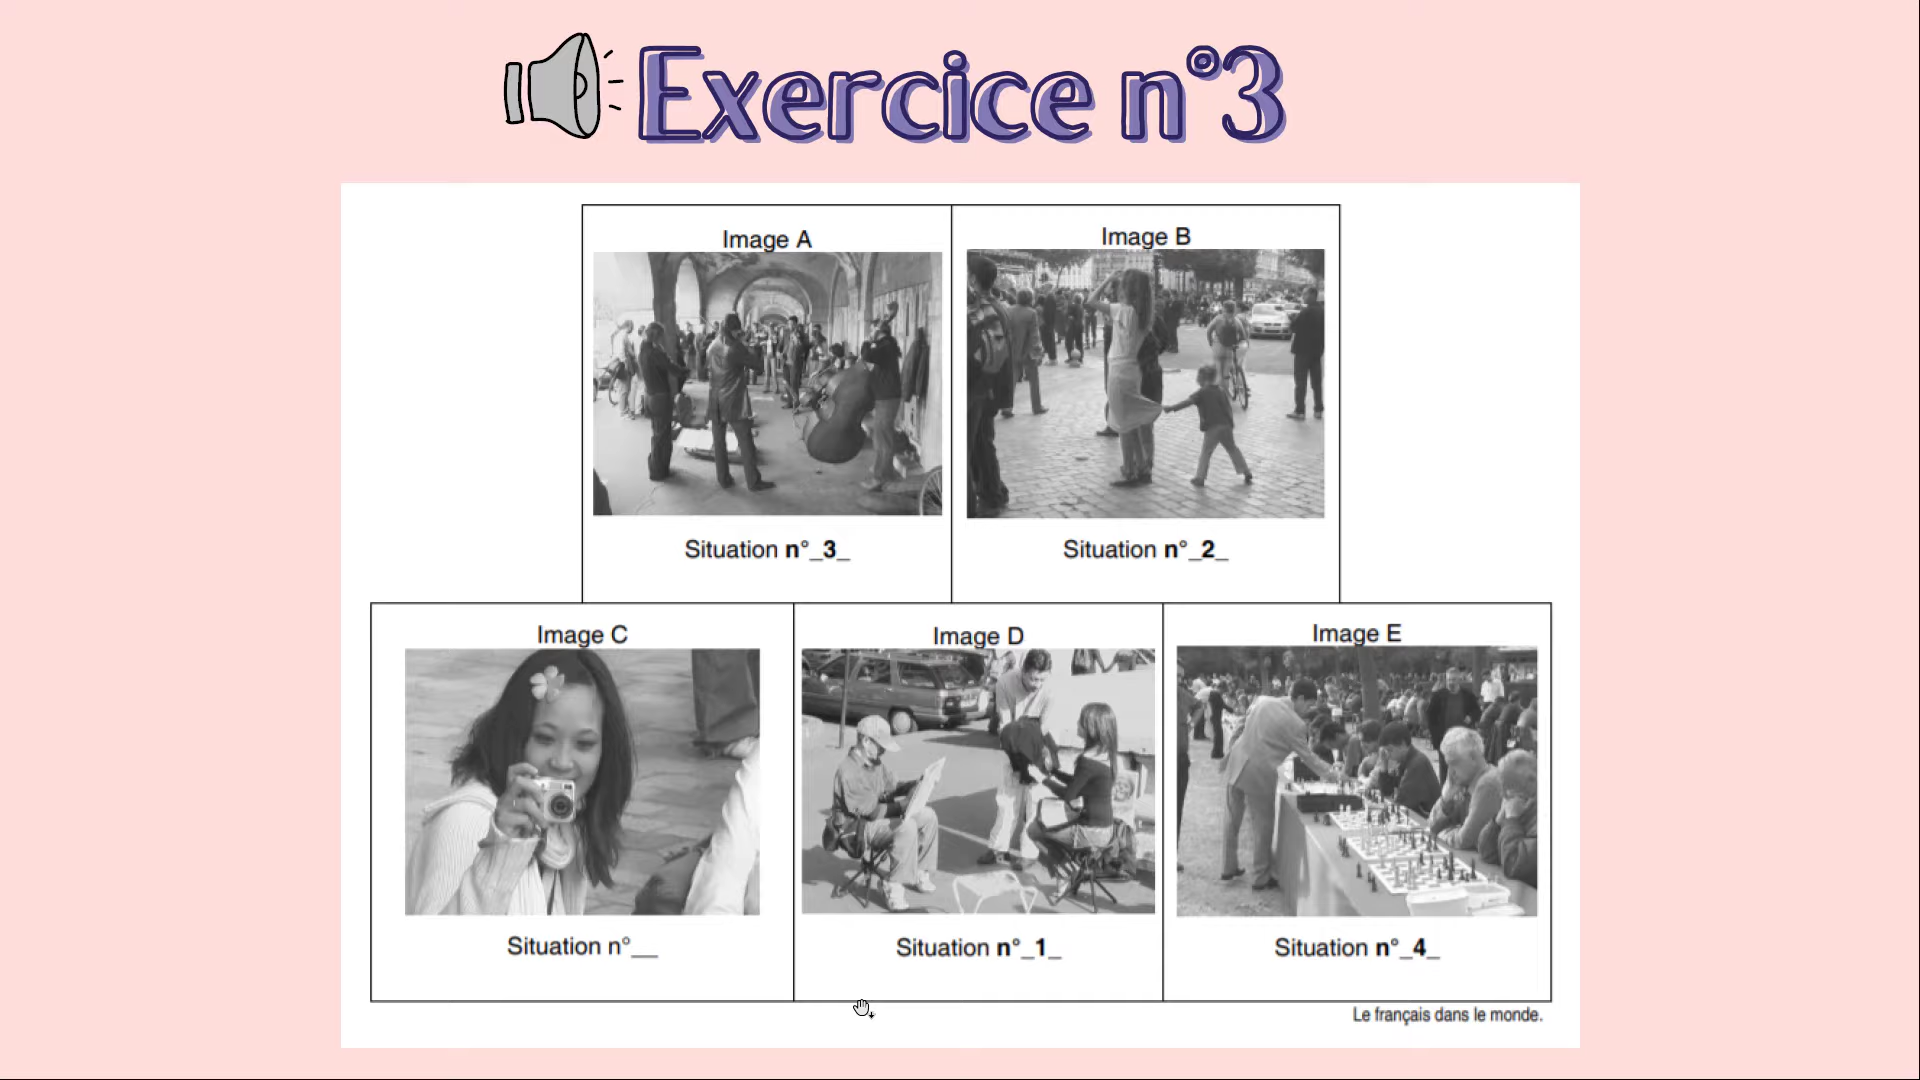 Exercice n°3
Image A
Image B
Situation n°_3_
Situation n°_2_
Image C
Image D
Image E
Situation n°__
Situation n°_1_
Situation n°_4_
Le français dans le monde.